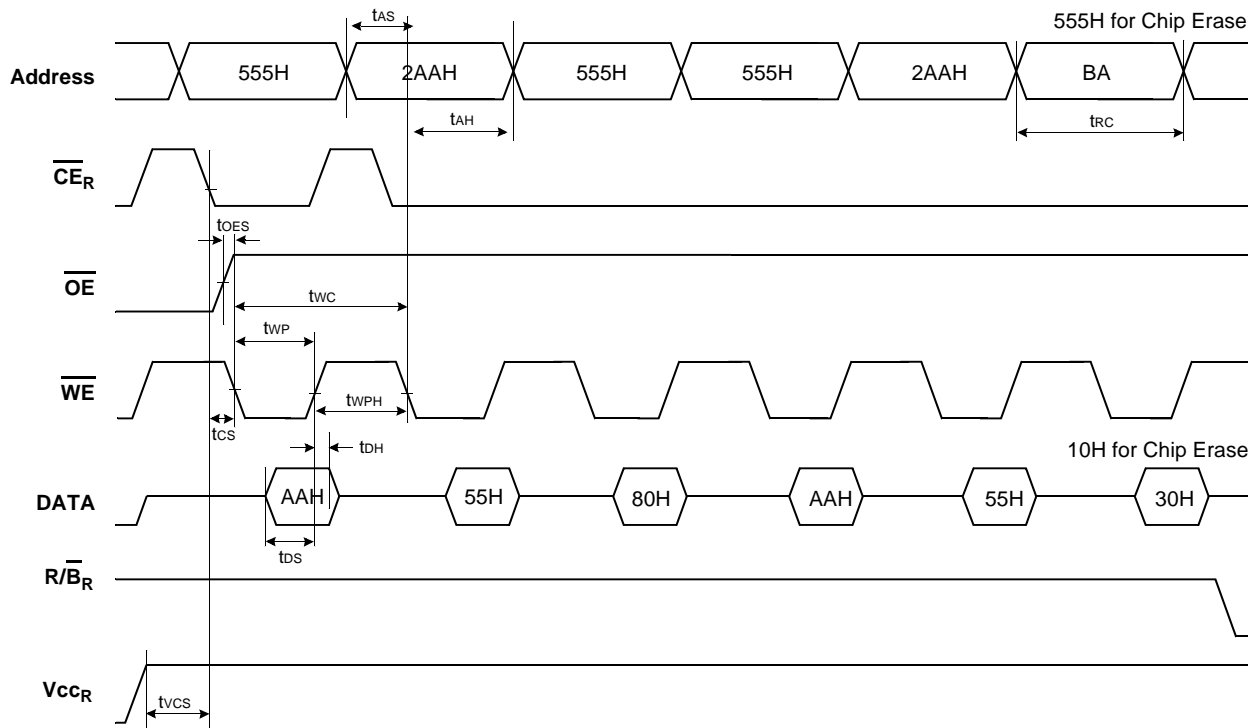 tAS
555H for Chip Erase
Address
555H
2AAH
555H
555H
2AAH
BA
tAH
tRC
CER
tOES
OE
tWC
tWP
WE
tWPH
tCS
tDH
10H for Chip Erase
DATA
AAH
55H
80H
AAH
55H
30H
tDS
R/BR
VccR
tVCS